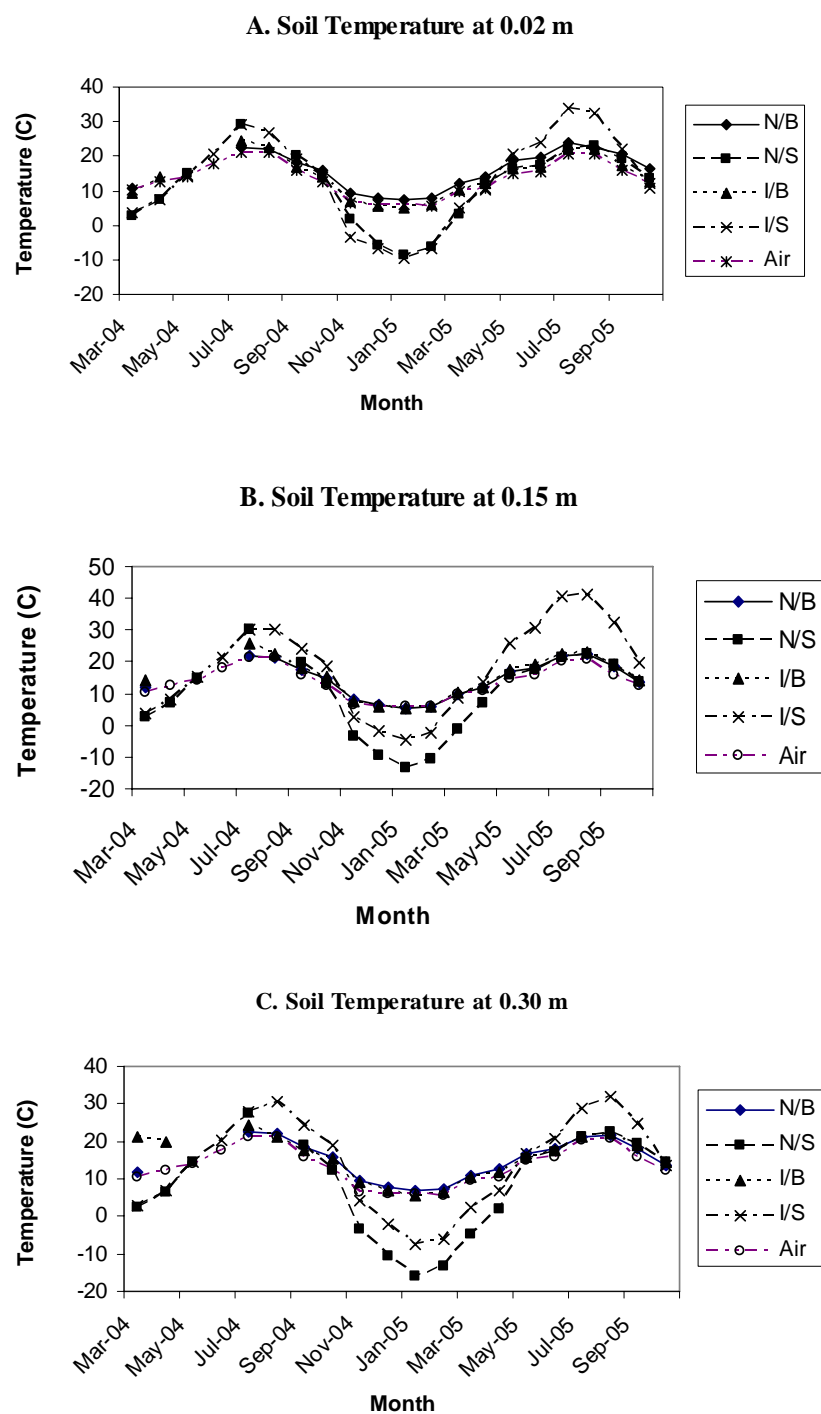 A. Soil Temperature at 0.02 m
Temperature (C)
40
30
20
10
0
-10
-20
Mar-04
May-04
Jul-04
Sep-04
Nov-04
Jan-05
Mar-05
May-05
Jul-05
Sep-05
Month
N/B
N/S
I/B
I/S
Air
B. Soil Temperature at 0.15 m
Temperature (C)
50
40
30
20
10
0
-10
-20
Mar-04
May-04
Jul-04
Sep-04
Nov-04
Jan-05
Mar-05
May-05
Jul-05
Sep-05
Month
N/B
N/S
I/B
I/S
Air
C. Soil Temperature at 0.30 m
Temperature (C)
40
30
20
10
0
-10
-20
Mar-04
May-04
Jul-04
Sep-04
Nov-04
Jan-05
Mar-05
May-05
Jul-05
Sep-05
Month
N/B
N/S
I/B
I/S
Air